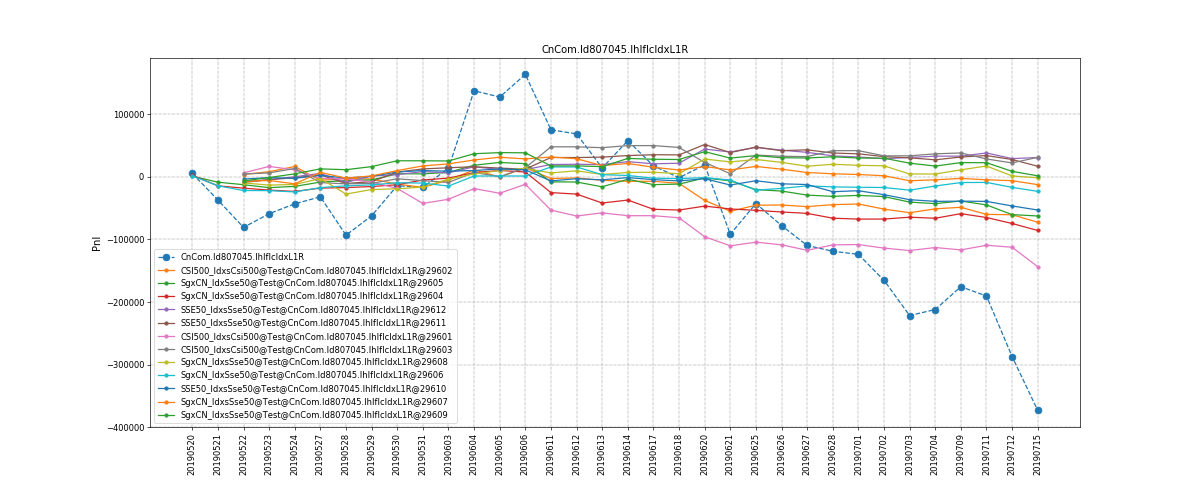 CnCom.Id807045.IhIfIcIdxL1R
Pnl
100000
0
−100000
−200000
−300000
−400000
CnCom.Id807045.IhIfIcIdxL1R
CSI500_IdxsCsi500@Test@CnCom.Id807045.IhIfIcIdxL1R@29602
SgxCN_IdxsSse50@Test@CnCom.Id807045.IhIfIcIdxL1R@29605
SgxCN_IdxsSse50@Test@CnCom.Id807045.IhIfIcIdxL1R@29604
SSE50_IdxsSse50@Test@CnCom.Id807045.IhIfIcIdxL1R@29612
SSE50_IdxsSse50@Test@CnCom.Id807045.IhIfIcIdxL1R@29611
CSI500_IdxsCsi500@Test@CnCom.Id807045.IhIfIcIdxL1R@29601
CSI500_IdxsCsi500@Test@CnCom.Id807045.IhIfIcIdxL1R@29603
SgxCN_IdxsSse50@Test@CnCom.Id807045.IhIfIcIdxL1R@29608
SgxCN_IdxsSse50@Test@CnCom.Id807045.IhIfIcIdxL1R@29606
SSE50_IdxsSse50@Test@CnCom.Id807045.IhIfIcIdxL1R@29610
SgxCN_IdxsSse50@Test@CnCom.Id807045.IhIfIcIdxL1R@29607
SgxCN_IdxsSse50@Test@CnCom.Id807045.IhIfIcIdxL1R@29609
20190520
20190521
20190522
20190523
20190524
20190527
20190528
20190529
20190530
20190531
20190603
20190604
20190605
20190606
20190611
20190612
20190613
20190614
20190617
20190618
20190620
20190621
20190625
20190626
20190627
20190628
20190701
20190702
20190703
20190704
20190709
20190711
20190712
20190715